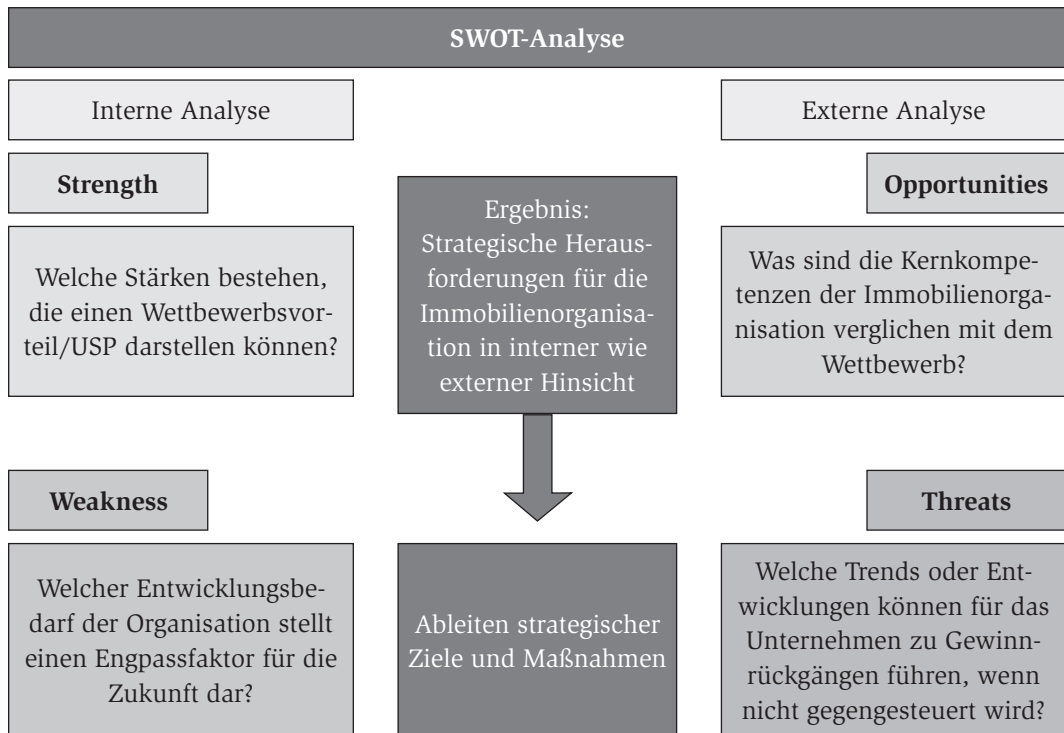 SWOT-Analyse
Interne Analyse
Externe Analyse
Strength
Welche Stärken bestehen,
die einen Wettbewerbsvor-
teil/USP darstellen können?
Weakness
Welcher Entwicklungsbe-
darf der Organisation stellt
einen Engpassfaktor für die
Zukunft dar?
Ergebnis:
Strategische Heraus-
forderungen für die
Immobilienorganisa-
tion in interner wie
externer Hinsicht
Ableiten strategischer
Ziele und Maßnahmen
Opportunities
Was sind die Kernkompe-
tenzen der Immobilienorga-
nisation verglichen mit dem
Wettbewerb?
Threats
Welche Trends oder Ent-
wicklungen können für das
Unternehmen zu Gewinn-
rückgängen führen, wenn
nicht gegengesteuert wird?